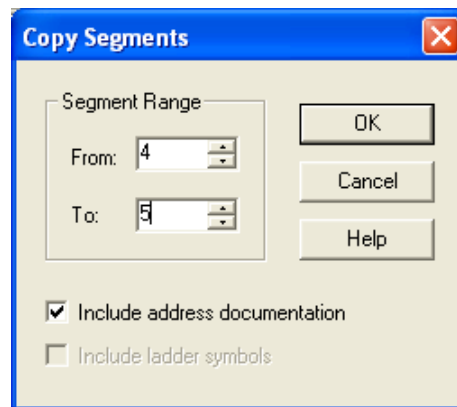 Copy Segments
Segment Range
From: 4
To: 5
OK
Cancel
Help
Include address documentation
Include ladder symbols